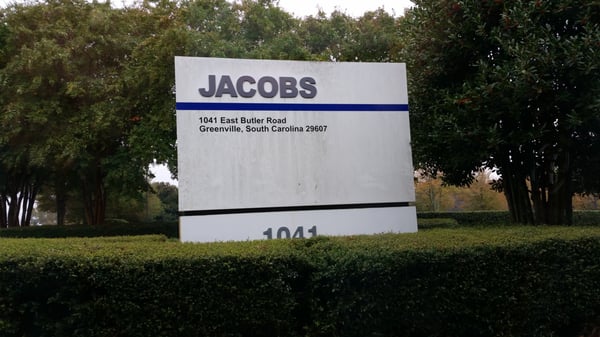 JACOBS
1041 East Butler Road
Greenville, South Carolina 29607
1041